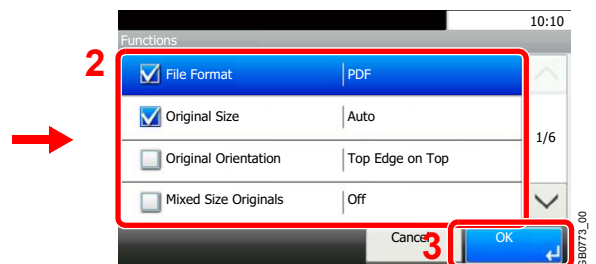 10:10
Functions
2
File Format PDF
Original Size Auto
1/6
Original Orientation Top Edge on Top
Mixed Size Originals Off
Cancel 3 OK
GB0773_00